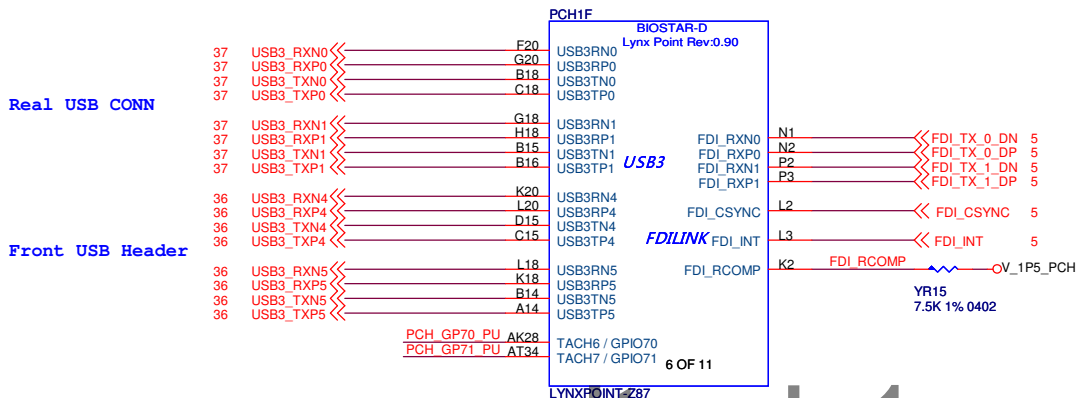 PCH1F
BIOSTAR-D
Lynx Point Rev:0.90
Real USB CONN
37 USB3_RXN0 F20 USB3RN0
37 USB3_RXP0 G20 USB3RP0
37 USB3_TXN0 B18 USB3TN0
37 USB3_TXP0 C18 USB3TP0
37 USB3_RXN1 G18 USB3RN1
37 USB3_RXP1 H18 USB3RP1
37 USB3_TXN1 B15 USB3TN1
37 USB3_TXP1 B16 USB3TP1
USB3
FDI_RXN0 N1 FDI_TX_0_DN 5
FDI_RXP0 N2 FDI_TX_0_DP 5
FDI_RXN1 P2 FDI_TX_1_DN 5
FDI_RXP1 P3 FDI_TX_1_DP 5
Front USB Header
36 USB3_RXN4 K20 USB3RN4
36 USB3_RXP4 L20 USB3RP4
36 USB3_TXN4 D15 USB3TN4
36 USB3_TXP4 C15 USB3TP4
FDI_CSYNC L2 FDI_CSYNC 5
FDILINK
FDI_INT L3 FDI_INT 5
36 USB3_RXN5 L18 USB3RN5
36 USB3_RXP5 K18 USB3RP5
36 USB3_TXN5 B14 USB3TN5
36 USB3_TXP5 A14 USB3TP5
FDI_RCOMP K2 FDI_RCOMP V_1P5_PCH
YR15
7.5K 1% 0402
PCH_GP70_PU AK28 TACH6 / GPIO70
PCH_GP71_PU AT34 TACH7 / GPIO71
6 OF 11
LYNXPOINT-Z87